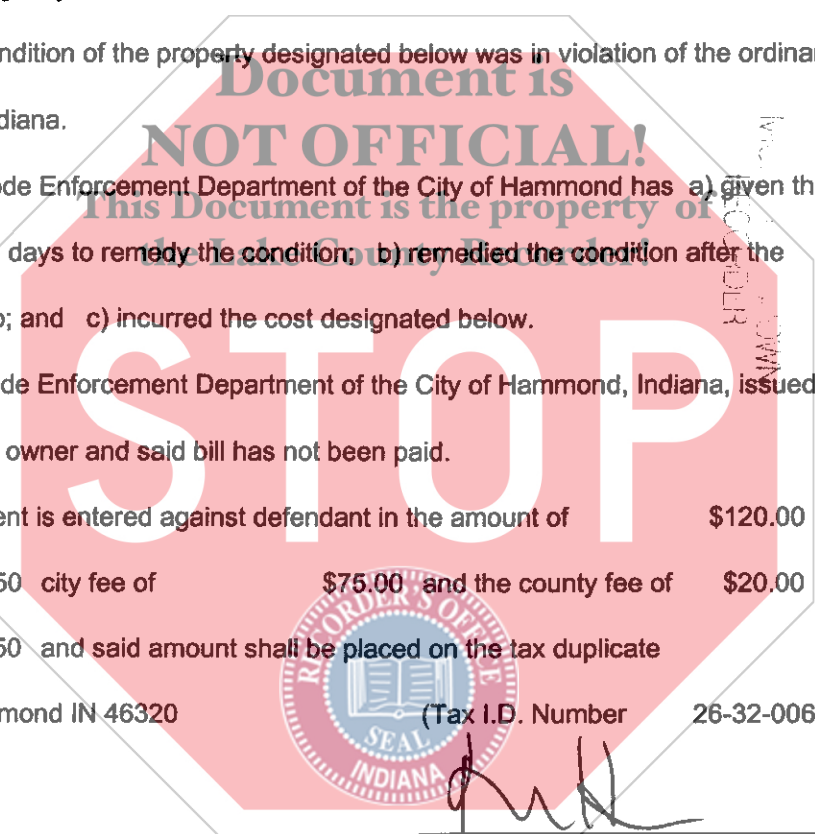 ndition of the property designated below was in violation of the ordinan
Document is
diana.
NOT OFFICIAL!
ode Enforcement Department of the City of Hammond has a) given th
This Document is the property of
days to remedy the condition; b) remedied the condition after the
the Lake County Recorder!
; and c) incurred the cost designated below.
RECORDER
STOP
de Enforcement Department of the City of Hammond, Indiana, issued
owner and said bill has not been paid.
ent is entered against defendant in the amount of $120.00
50 city fee of $75.00 and the county fee of $20.00
50 and said amount shall be placed on the tax duplicate
mond IN 46320 (Tax I.D. Number 26-32-006
RECORDER'S OFFICE
SEAL
INDIANA